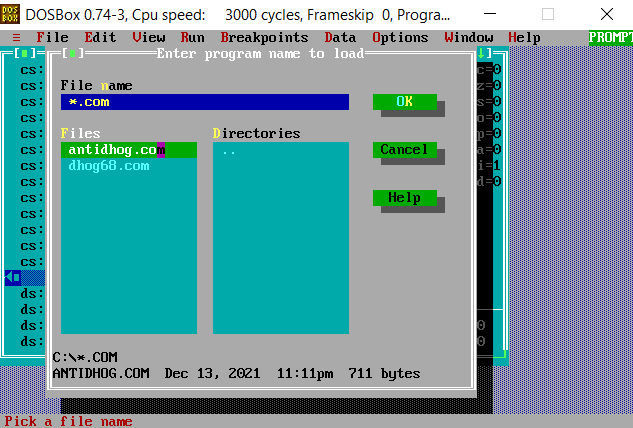 DOS BOX DOSBox 0.74-3, Cpu speed: 3000 cycles, Frameskip 0, Progra...
≡ File Edit View Run Breakpoints Data Options Window Help PROMPT
Enter program name to load
File name
*.com
OK
Files Directories
antidhog.com ..
dhog68.com
Cancel
Help
C:\*.COM
ANTIDHOG.COM Dec 13, 2021 11:11pm 711 bytes
cs:
cs:
cs:
cs:
cs:
cs:
cs:
cs:
cs:
cs:
cs:
cs:
cs:
ds:
ds:
ds:
ds:
c=0
z=0
s=0
o=0
p=0
a=0
i=1
d=0
0
0
Pick a file name